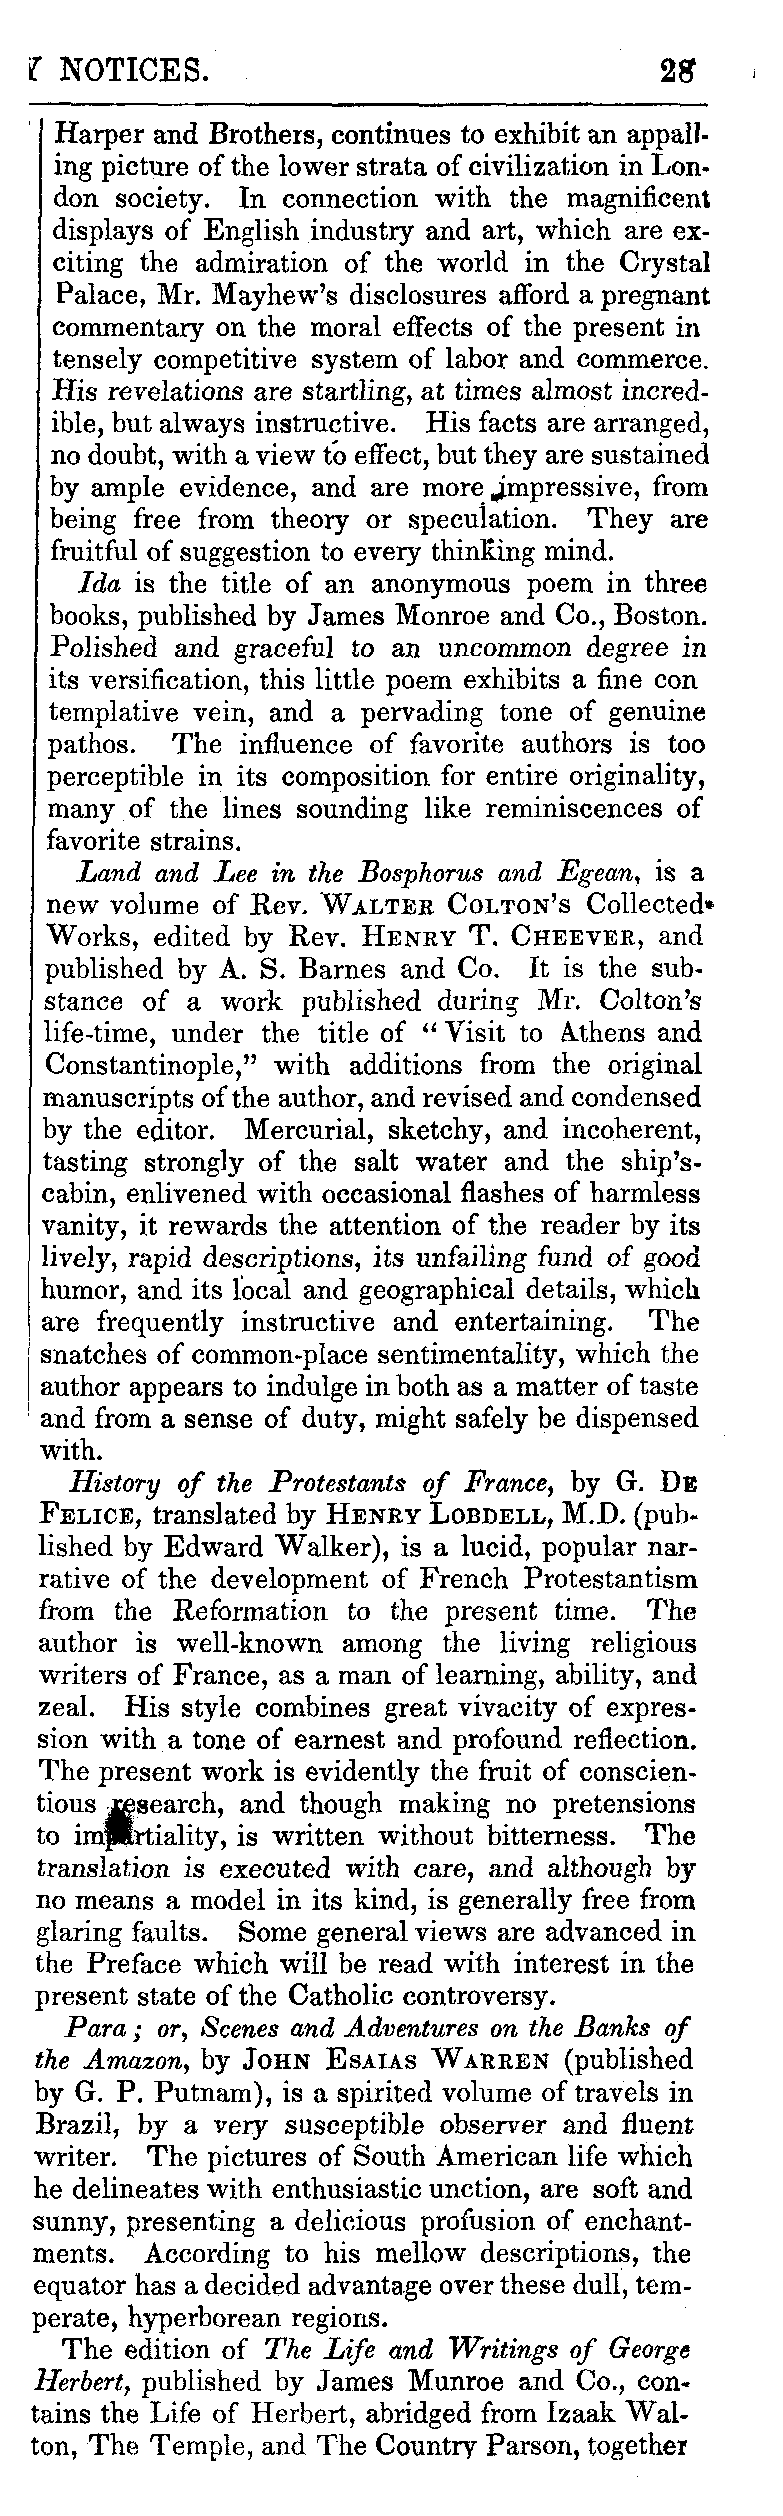 NOTICES. 28
Harper and Brothers, continues to exhibit an appall-
ing picture of the lower strata of civilization in Lon-
don society. In connection with the magnificent
displays of English industry and art, which are ex-
citing the admiration of the world in the Crystal
Palace, Mr. Mayhew's disclosures afford a pregnant
commentary on the moral effects of the present in
tensely competitive system of labor and commerce.
His revelations are startling, at times almost incred-
ible, but always instructive. His facts are arranged,
no doubt, with a view to effect, but they are sustained
by ample evidence, and are more impressive, from
being free from theory or speculation. They are
fruitful of suggestion to every thinking mind.
Ida is the title of an anonymous poem in three
books, published by James Monroe and Co., Boston.
Polished and graceful to an uncommon degree in
its versification, this little poem exhibits a fine con
templative vein, and a pervading tone of genuine
pathos. The influence of favorite authors is too
perceptible in its composition for entire originality,
many of the lines sounding like reminiscences of
favorite strains.
Land and Lee in the Bosphorus and Egean, is a
new volume of Rev. WALTER COLTON'S Collected
Works, edited by Rev. HENRY T. CHEEVER, and
published by A. S. Barnes and Co. It is the sub-
stance of a work published during Mr. Colton's
life-time, under the title of "Visit to Athens and
Constantinople," with additions from the original
manuscripts of the author, and revised and condensed
by the editor. Mercurial, sketchy, and incoherent,
tasting strongly of the salt water and the ship's-
cabin, enlivened with occasional flashes of harmless
vanity, it rewards the attention of the reader by its
lively, rapid descriptions, its unfailing fund of good
humor, and its local and geographical details, which
are frequently instructive and entertaining. The
snatches of common-place sentimentality, which the
author appears to indulge in both as a matter of taste
and from a sense of duty, might safely be dispensed
with.
History of the Protestants of France, by G. DE
FELICE, translated by HENRY LOBDELL, M.D. (pub-
lished by Edward Walker), is a lucid, popular nar-
rative of the development of French Protestantism
from the Reformation to the present time. The
author is well-known among the living religious
writers of France, as a man of learning, ability, and
zeal. His style combines great vivacity of expres-
sion with a tone of earnest and profound reflection.
The present work is evidently the fruit of conscien-
tious research, and though making no pretensions
to impartiality, is written without bitterness. The
translation is executed with care, and although by
no means a model in its kind, is generally free from
glaring faults. Some general views are advanced in
the Preface which will be read with interest in the
present state of the Catholic controversy.
Para; or, Scenes and Adventures on the Banks of
the Amazon, by JOHN ESAIAS WARREN (published
by G. P. Putnam), is a spirited volume of travels in
Brazil, by a very susceptible observer and fluent
writer. The pictures of South American life which
he delineates with enthusiastic unction, are soft and
sunny, presenting a delicious profusion of enchant-
ments. According to his mellow descriptions, the
equator has a decided advantage over these dull, tem-
perate, hyperborean regions.
The edition of The Life and Writings of George
Herbert, published by James Munroe and Co., con-
tains the Life of Herbert, abridged from Izaak Wal-
ton, The Temple, and The Country Parson, together